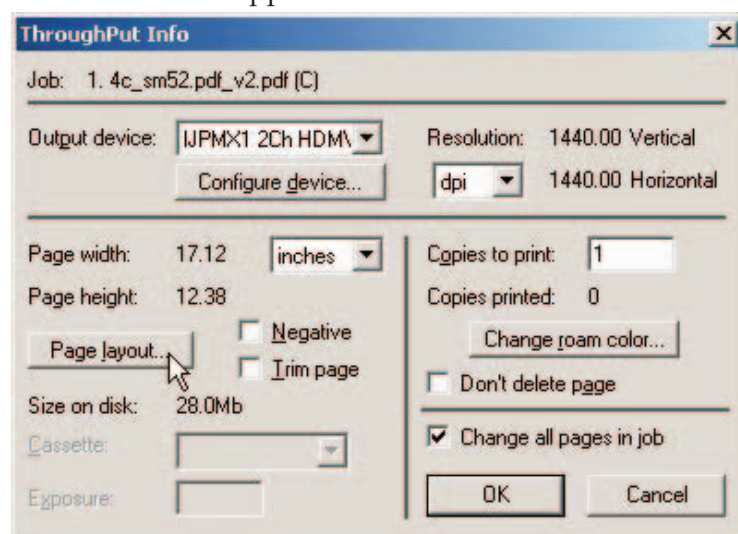 ThroughPut Info
Job: 1. 4c_sm52.pdf_v2.pdf (C)
Output device: IJPMX1 2Ch HDM
Resolution: 1440.00 Vertical
Configure device...
dpi 1440.00 Horizontal
Page width: 17.12 inches
Page height: 12.38
Negative
Page layout...
Trim page
Size on disk: 28.0Mb
Cassette:
Exposure:
Copies to print: 1
Copies printed: 0
Change roam color...
Don't delete page
Change all pages in job
OK Cancel